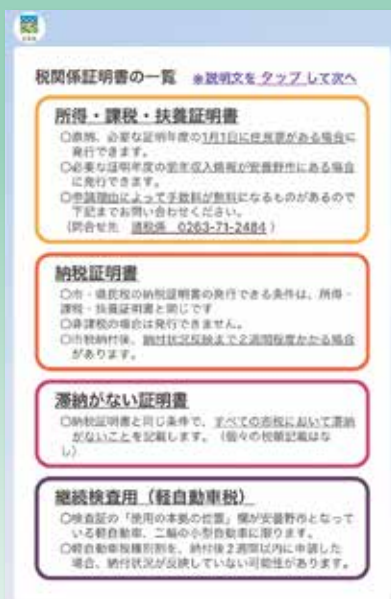 税関係証明書の一覧 ※説明文を タップ して次へ
所得・課税・扶養証明書
○原則、必要な証明年度の1月1日に住民票がある場合に
発行できます。
○必要な証明年度の前年収入情報が安曇野市にある場合
に発行できます。
○申請理由によって手数料が無料になるものがあるので
下記までお問い合わせください。
(問合せ先 諸税係 0263-71-2484)
納税証明書
○市・県民税の納税証明書の発行できる条件は、所得・
課税・扶養証明書と同じです
○非課税の場合は発行できません。
○市税納付後、納付状況反映まで2週間程度かかる場合
があります。
滞納がない証明書
○納税証明書と同じ条件で、すべての市税において滞納
がないことを記載します。(個々の税額記載はな
し)
継続検査用(軽自動車税)
○検査証の「使用の本拠の位置」欄が安曇野市となって
いる軽自動車、二輪の小型自動車に限ります。
○軽自動車税種別割を、納付後2週間以内に申請した
場合、納付状況が反映していない可能性があります。